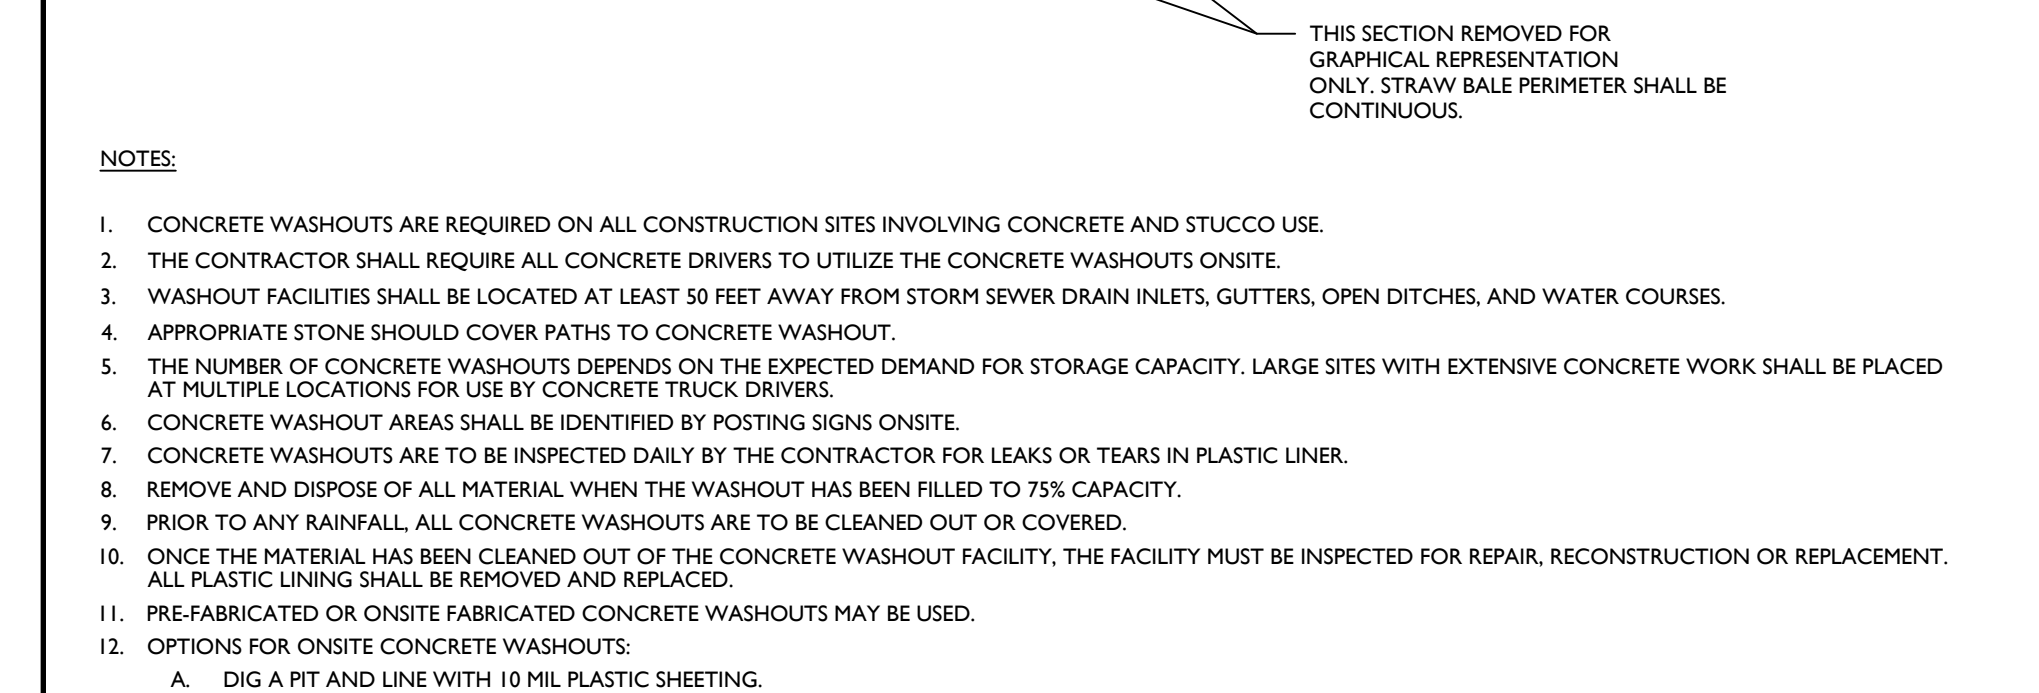 THIS SECTION REMOVED FOR
GRAPHICAL REPRESENTATION
ONLY. STRAW BALE PERIMETER SHALL BE
CONTINUOUS.
NOTES:
1. CONCRETE WASHOUTS ARE REQUIRED ON ALL CONSTRUCTION SITES INVOLVING CONCRETE AND STUCCO USE.
2. THE CONTRACTOR SHALL REQUIRE ALL CONCRETE DRIVERS TO UTILIZE THE CONCRETE WASHOUTS ONSITE.
3. WASHOUT FACILITIES SHALL BE LOCATED AT LEAST 50 FEET AWAY FROM STORM SEWER DRAIN INLETS, GUTTERS, OPEN DITCHES, AND WATER COURSES.
4. APPROPRIATE STONE SHOULD COVER PATHS TO CONCRETE WASHOUT.
5. THE NUMBER OF CONCRETE WASHOUTS DEPENDS ON THE EXPECTED DEMAND FOR STORAGE CAPACITY. LARGE SITES WITH EXTENSIVE CONCRETE WORK SHALL BE PLACED
AT MULTIPLE LOCATIONS FOR USE BY CONCRETE TRUCK DRIVERS.
6. CONCRETE WASHOUT AREAS SHALL BE IDENTIFIED BY POSTING SIGNS ONSITE.
7. CONCRETE WASHOUTS ARE TO BE INSPECTED DAILY BY THE CONTRACTOR FOR LEAKS OR TEARS IN PLASTIC LINER.
8. REMOVE AND DISPOSE OF ALL MATERIAL WHEN THE WASHOUT HAS BEEN FILLED TO 75% CAPACITY.
9. PRIOR TO ANY RAINFALL, ALL CONCRETE WASHOUTS ARE TO BE CLEANED OUT OR COVERED.
10. ONCE THE MATERIAL HAS BEEN CLEANED OUT OF THE CONCRETE WASHOUT FACILITY, THE FACILITY MUST BE INSPECTED FOR REPAIR, RECONSTRUCTION OR REPLACEMENT.
ALL PLASTIC LINING SHALL BE REMOVED AND REPLACED.
11. PRE-FABRICATED OR ONSITE FABRICATED CONCRETE WASHOUTS MAY BE USED.
12. OPTIONS FOR ONSITE CONCRETE WASHOUTS:
A. DIG A PIT AND LINE WITH 10 MIL PLASTIC SHEETING.